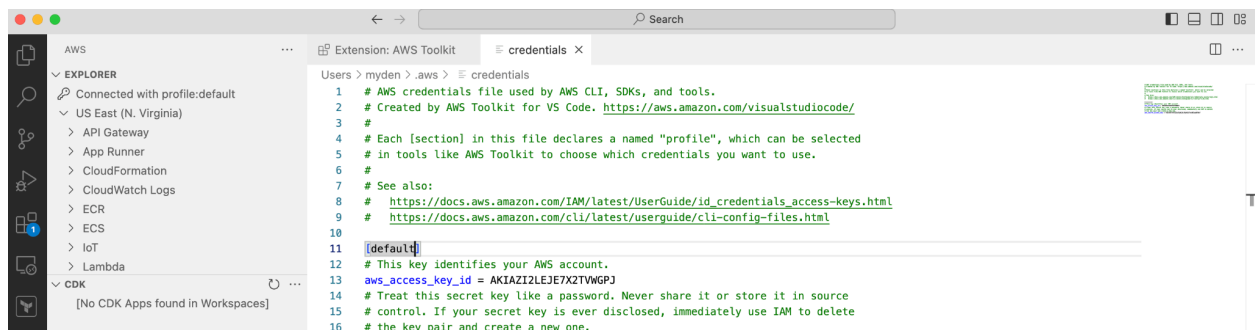 Search
AWS
EXPLORER
Connected with profile:default
US East (N. Virginia)
API Gateway
App Runner
CloudFormation
CloudWatch Logs
ECR
ECS
IoT
Lambda
CDK
[No CDK Apps found in Workspaces]
1
Extension: AWS Toolkit
credentials
Users > myden > .aws > credentials
1 # AWS credentials file used by AWS CLI, SDKs, and tools.
2 # Created by AWS Toolkit for VS Code. https://aws.amazon.com/visualstudiocode/
3 #
4 # Each [section] in this file declares a named "profile", which can be selected
5 # in tools like AWS Toolkit to choose which credentials you want to use.
6 #
7 # See also:
8 # https://docs.aws.amazon.com/IAM/latest/UserGuide/id_credentials_access-keys.html
9 # https://docs.aws.amazon.com/cli/latest/userguide/cli-config-files.html
10
11 [default]
12 # This key identifies your AWS account.
13 aws_access_key_id = AKIAZI2LEJE7X2TVWGPJ
14 # Treat this secret key like a password. Never share it or store it in source
15 # control. If your secret key is ever disclosed, immediately use IAM to delete
16 # the key pair and create a new one.